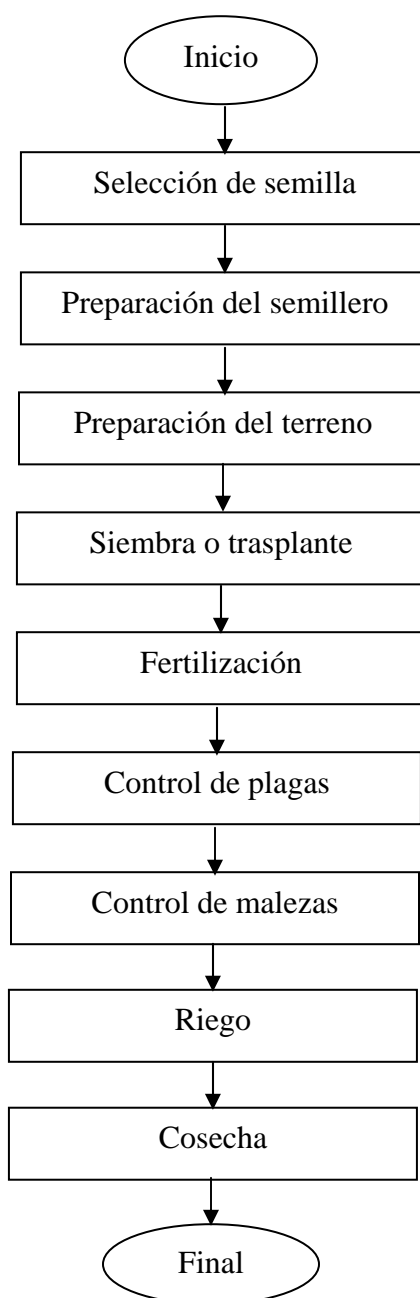 Inicio
Selección de semilla
Preparación del semillero
Preparación del terreno
Siembra o trasplante
Fertilización
Control de plagas
Control de malezas
Riego
Cosecha
Final